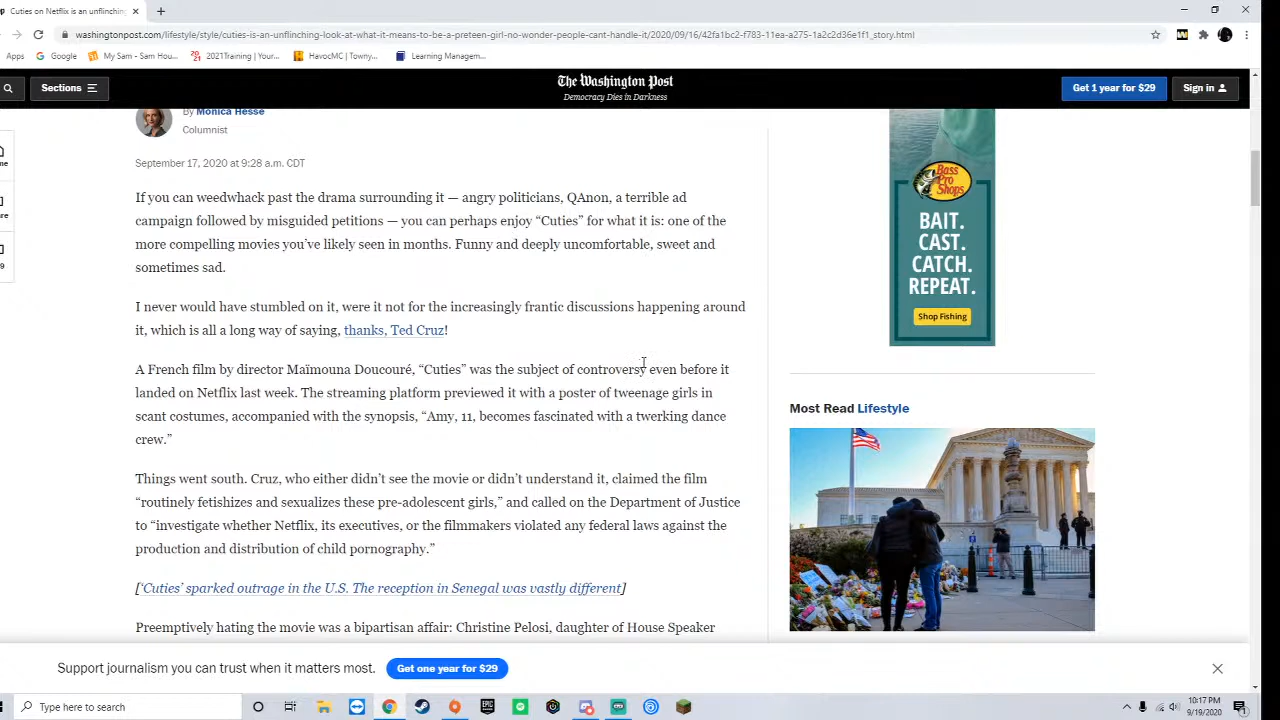 Cuties on Netflix is an unflinchin
washingtonpost.com/lifestyle/style/cuties-is-an-unflinching-look-at-what-it-means-to-be-a-preteen-girl-no-wonder-people-cant-handle-it/2020/09/16/42fa1bc2-f783-11ea-a275-1a2c2d36e1f1_story.html
Apps Google My Sam - Sam Hou... 2021Training | Your... HavocMC | Towny... Learning Managem...
Sections
The Washington Post
Democracy Dies in Darkness
Get 1 year for $29
Sign in
By Monica Hesse
Columnist
September 17, 2020 at 9:28 a.m. CDT
If you can weedwhack past the drama surrounding it — angry politicians, QAnon, a terrible ad
campaign followed by misguided petitions — you can perhaps enjoy “Cuties” for what it is: one of the
more compelling movies you’ve likely seen in months. Funny and deeply uncomfortable, sweet and
sometimes sad.
I never would have stumbled on it, were it not for the increasingly frantic discussions happening around
it, which is all a long way of saying, thanks, Ted Cruz!
A French film by director Maïmouna Doucouré, “Cuties” was the subject of controversy even before it
landed on Netflix last week. The streaming platform previewed it with a poster of tweenage girls in
scant costumes, accompanied with the synopsis, “Amy, 11, becomes fascinated with a twerking dance
crew.”
Things went south. Cruz, who either didn’t see the movie or didn’t understand it, claimed the film
“routinely fetishizes and sexualizes these pre-adolescent girls,” and called on the Department of Justice
to “investigate whether Netflix, its executives, or the filmmakers violated any federal laws against the
production and distribution of child pornography.”
[‘Cuties’ sparked outrage in the U.S. The reception in Senegal was vastly different]
Preemptively hating the movie was a bipartisan affair: Christine Pelosi, daughter of House Speaker
Bass
Pro
Shops
BAIT.
CAST.
CATCH.
REPEAT.
Shop Fishing
Most Read Lifestyle
Support journalism you can trust when it matters most.
Get one year for $29
Type here to search
10:17 PM
9/19/2020